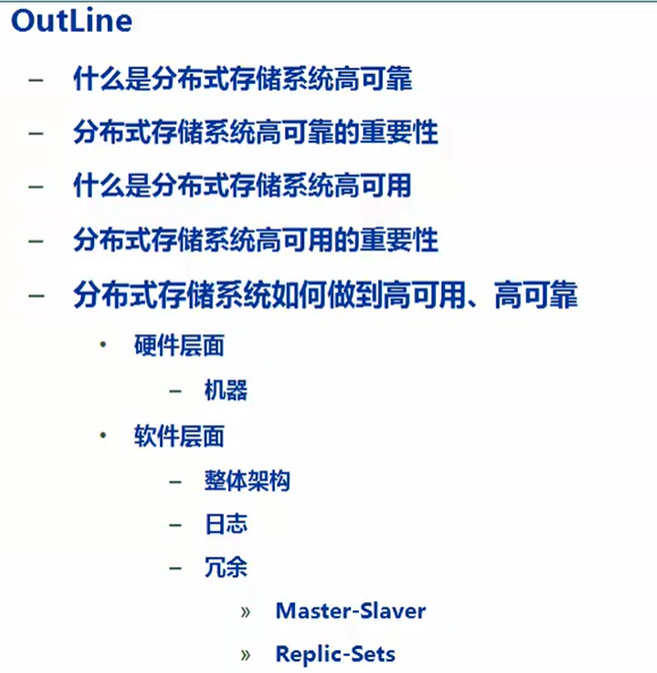 OutLine
– 什么是分布式存储系统高可靠
– 分布式存储系统高可靠的重要性
– 什么是分布式存储系统高可用
– 分布式存储系统高可用的重要性
– 分布式存储系统如何做到高可用、高可靠
• 硬件层面
– 机器
• 软件层面
– 整体架构
– 日志
– 冗余
» Master-Slaver
» Replic-Sets